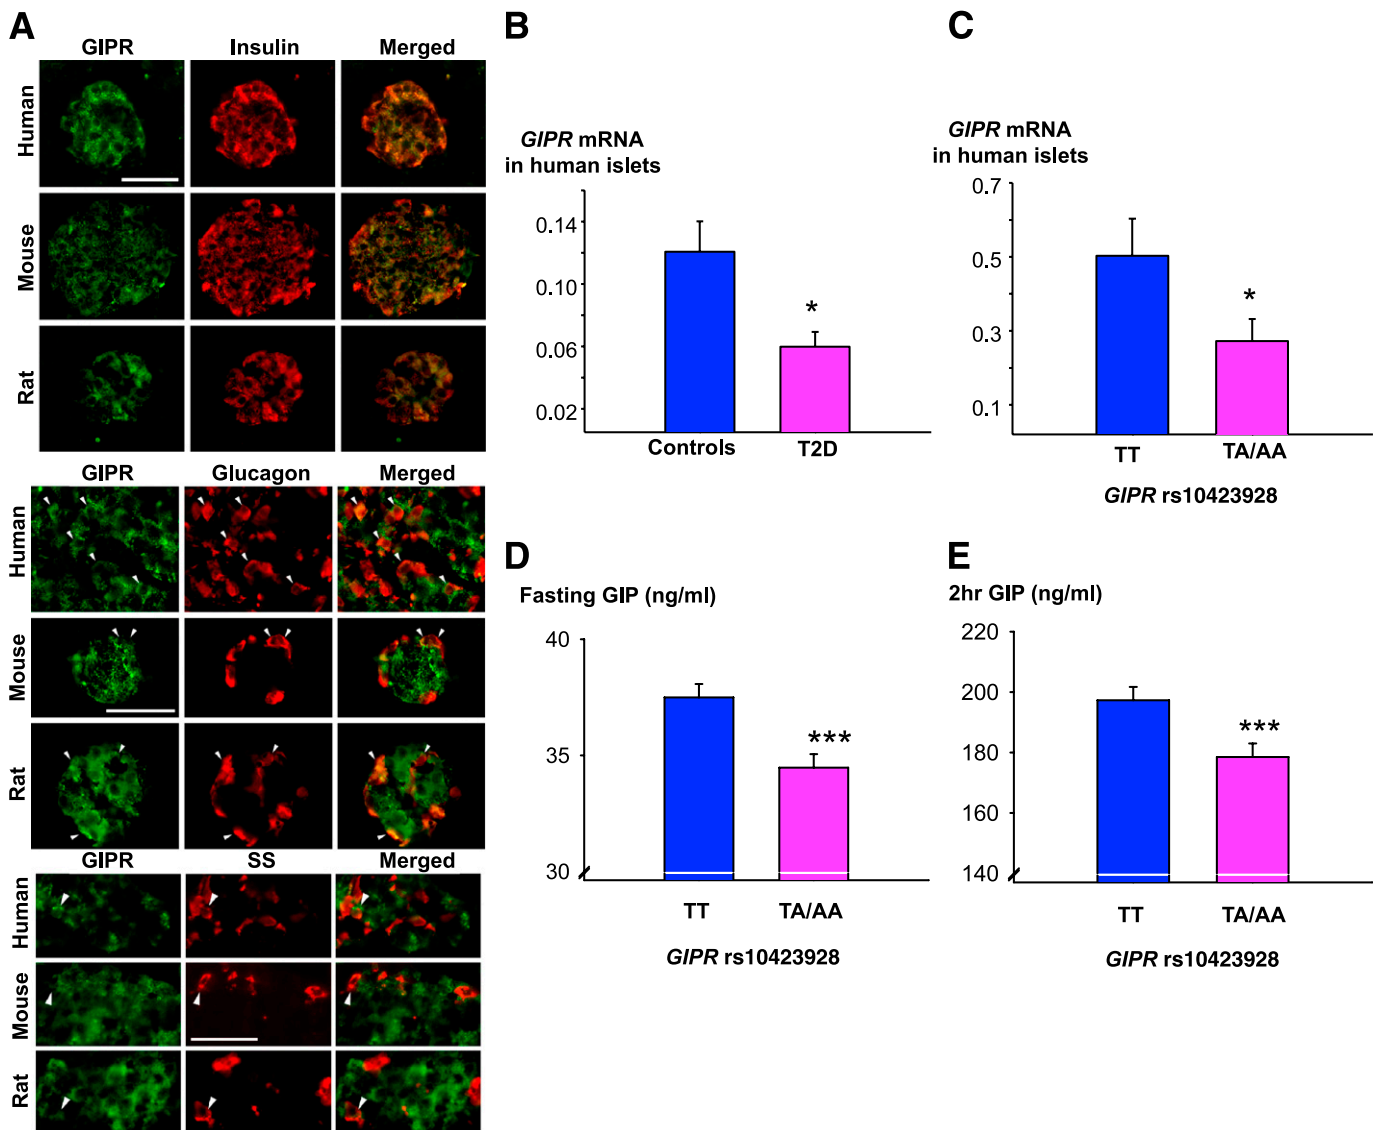 A
GIPR Insulin Merged
Human
Mouse
Rat
GIPR Glucagon Merged
Human
Mouse
Rat
GIPR SS Merged
Human
Mouse
Rat
B
GIPR mRNA
in human islets
0.14
0.10
0.06
0.02
*
Controls T2D
C
GIPR mRNA
in human islets
0.7
0.5
0.3
0.1
*
TT TA/AA
GIPR rs10423928
D
Fasting GIP (ng/ml)
40
35
30
***
TT TA/AA
GIPR rs10423928
E
2hr GIP (ng/ml)
220
200
180
160
140
***
TT TA/AA
GIPR rs10423928